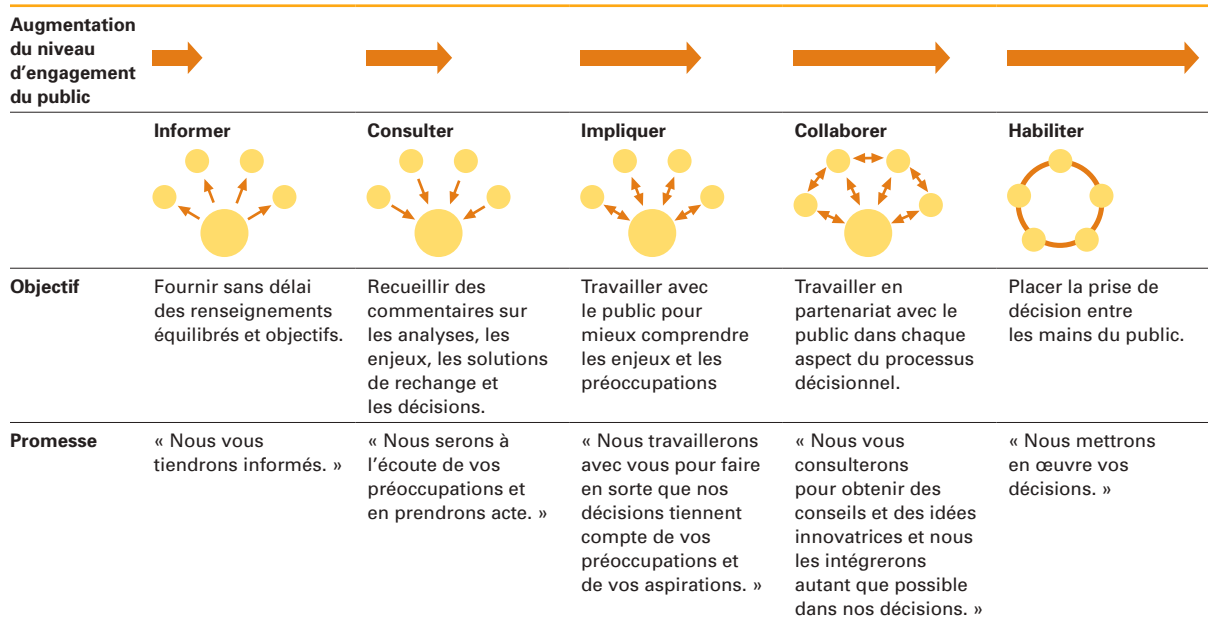 Augmentation
du niveau
d'engagement
du public
Informer
Consulter
Impliquer
Collaborer
Habiliter
Objectif
Fournir sans délai
des renseignements
équilibrés et objectifs.
Recueillir des
commentaires sur
les analyses, les
enjeux, les solutions
de rechange et
les décisions.
Travailler avec
le public pour
mieux comprendre
les enjeux et les
préoccupations
Travailler en
partenariat avec le
public dans chaque
aspect du processus
décisionnel.
Placer la prise de
décision entre
les mains du public.
Promesse
« Nous vous
tiendrons informés. »
« Nous serons à
l'écoute de vos
préoccupations et
en prendrons acte. »
« Nous travaillerons
avec vous pour faire
en sorte que nos
décisions tiennent
compte de vos
préoccupations et
de vos aspirations. »
« Nous vous
consulterons
pour obtenir des
conseils et des idées
innovatrices et nous
les intégrerons
autant que possible
dans nos décisions. »
« Nous mettrons
en œuvre vos
décisions. »